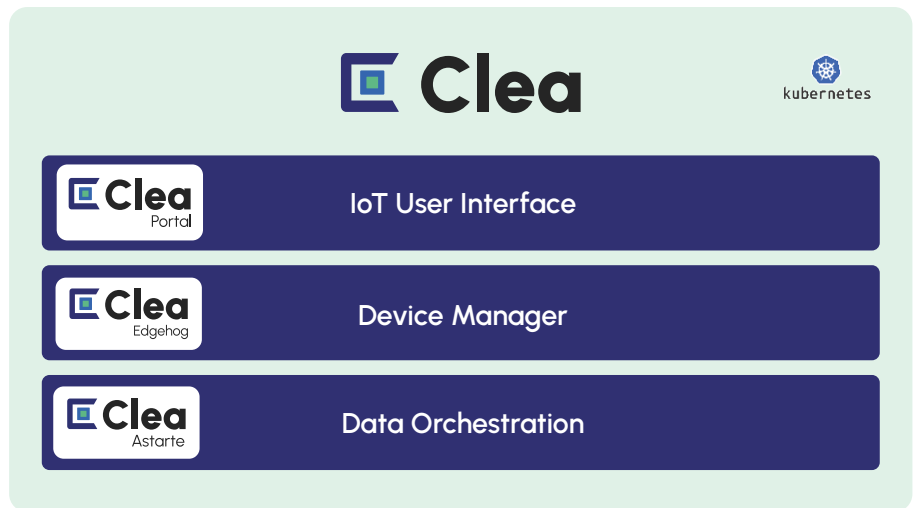 Clea
kubernetes
Clea
Portal
IoT User Interface
Clea
Edgehog
Device Manager
Clea
Astarte
Data Orchestration